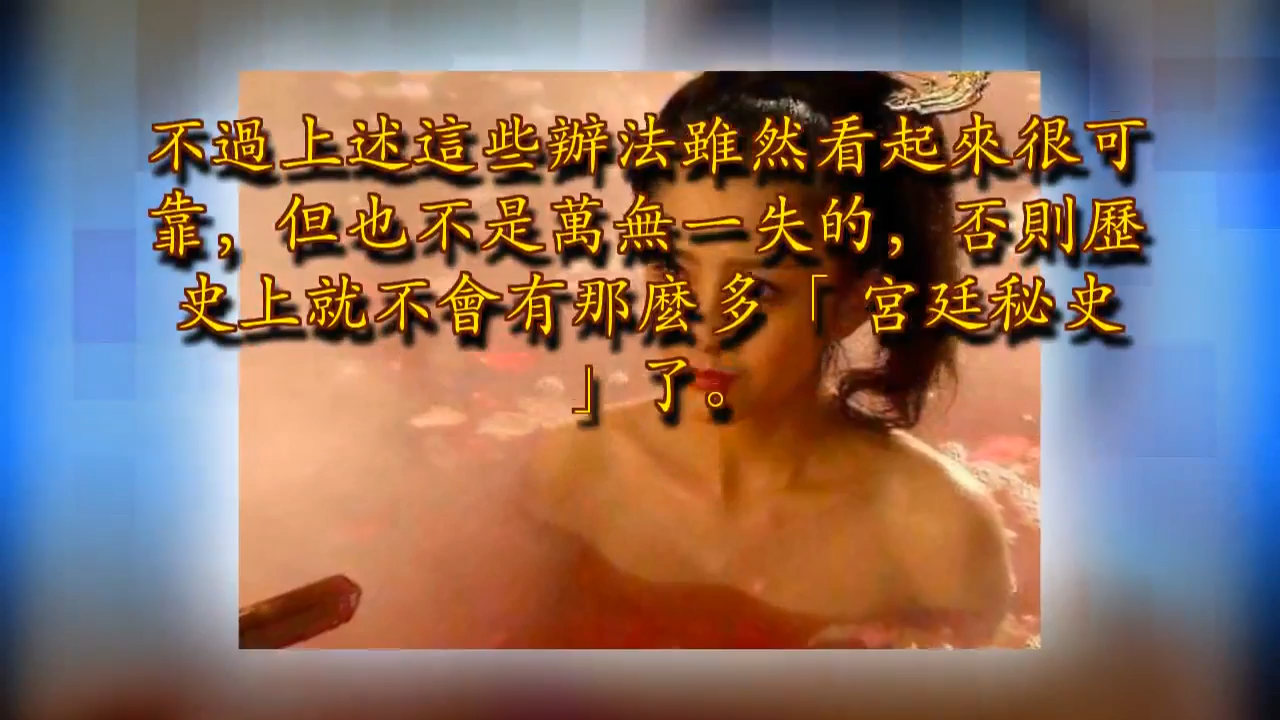 不過上述這些辦法雖然看起來很可
靠，但也不是萬無一失的，否則歷
史上就不會有那麼多「宮廷秘史
」了。